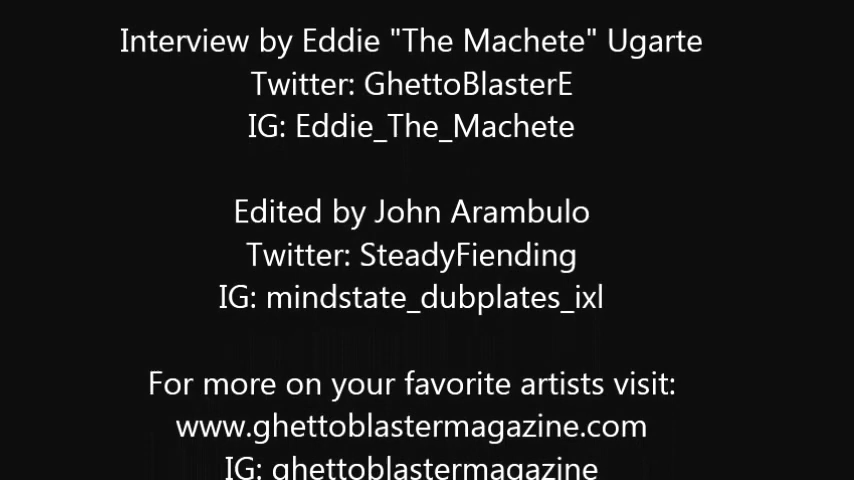 Interview by Eddie "The Machete" Ugarte
Twitter: GhettoBlasterE
IG: Eddie_The_Machete
Edited by John Arambulo
Twitter: SteadyFiending
IG: mindstate_dubplates_ixl
For more on your favorite artists visit:
www.ghettoblastermagazine.com
IG: ghettoblastermagazine